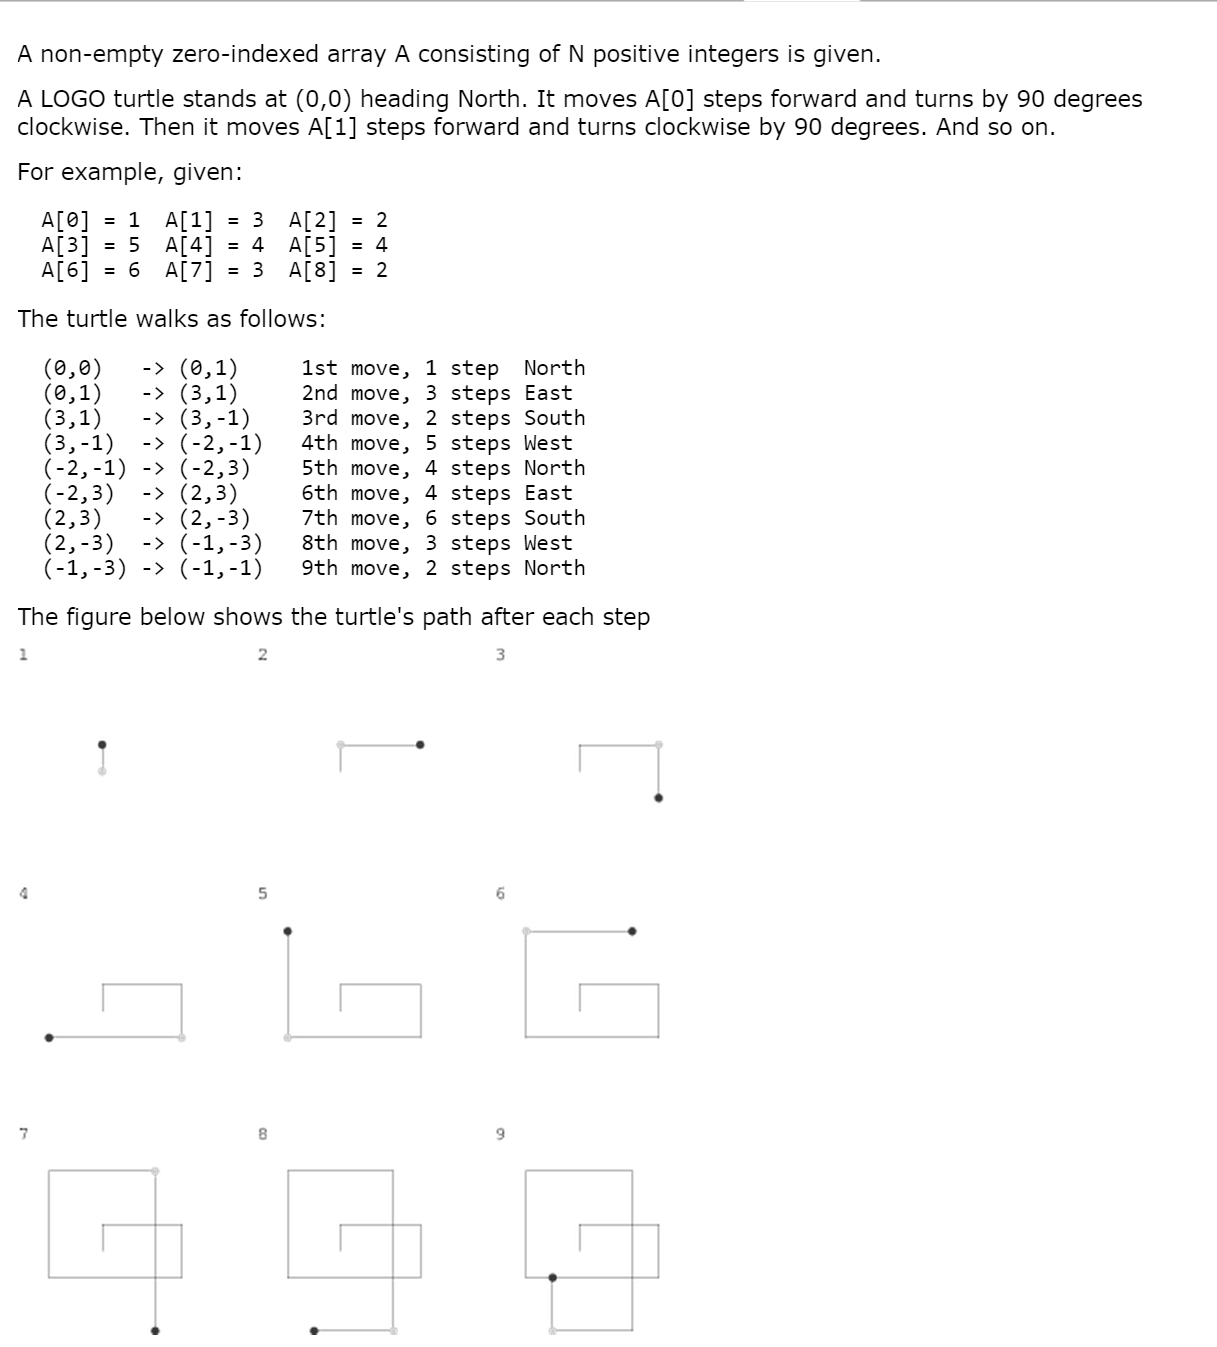 A non-empty zero-indexed array A consisting of N positive integers is given.
A LOGO turtle stands at (0,0) heading North. It moves A[0] steps forward and turns by 90 degrees
clockwise. Then it moves A[1] steps forward and turns clockwise by 90 degrees. And so on.
For example, given:
A[0] = 1  A[1] = 3  A[2] = 2
A[3] = 5  A[4] = 4  A[5] = 4
A[6] = 6  A[7] = 3  A[8] = 2
The turtle walks as follows:
(0,0)   -> (0,1)     1st move, 1 step  North
(0,1)   -> (3,1)     2nd move, 3 steps East
(3,1)   -> (3,-1)    3rd move, 2 steps South
(3,-1)  -> (-2,-1)   4th move, 5 steps West
(-2,-1) -> (-2,3)    5th move, 4 steps North
(-2,3)  -> (2,3)     6th move, 4 steps East
(2,3)   -> (2,-3)    7th move, 6 steps South
(2,-3)  -> (-1,-3)   8th move, 3 steps West
(-1,-3) -> (-1,-1)   9th move, 2 steps North
The figure below shows the turtle's path after each step
1 2 3
4 5 6
7 8 9